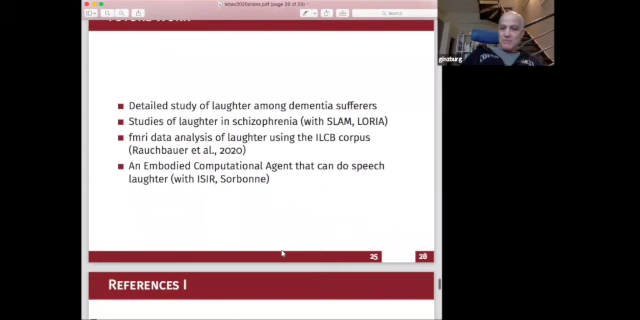 Search
ginzburg
Detailed study of laughter among dementia sufferers
Studies of laughter in schizophrenia (with SLAM, LORIA)
fmri data analysis of laughter using the ILCB corpus
(Rauchbauer et al., 2020)
An Embodied Computational Agent that can do speech
laughter (with ISIR, Sorbonne)
25
28
References I